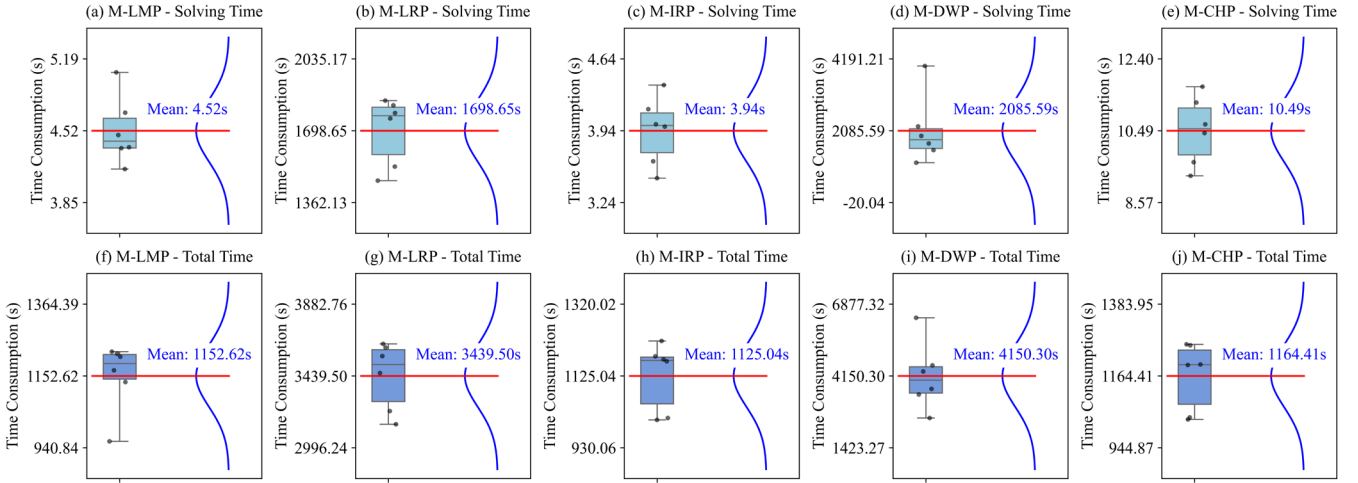 (a) M-LMP - Solving Time
(b) M-LRP - Solving Time
(c) M-IRP - Solving Time
(d) M-DWP - Solving Time
(e) M-CHP - Solving Time
Time Consumption (s)
5.19
4.52
3.85
Mean: 4.52s
Time Consumption (s)
2035.17
1698.65
1362.13
Mean: 1698.65s
Time Consumption (s)
4.64
3.94
3.24
Mean: 3.94s
Time Consumption (s)
4191.21
2085.59
-20.04
Mean: 2085.59s
Time Consumption (s)
12.40
10.49
8.57
Mean: 10.49s
(f) M-LMP - Total Time
(g) M-LRP - Total Time
(h) M-IRP - Total Time
(i) M-DWP - Total Time
(j) M-CHP - Total Time
Time Consumption (s)
1364.39
1152.62
940.84
Mean: 1152.62s
Time Consumption (s)
3882.76
3439.50
2996.24
Mean: 3439.50s
Time Consumption (s)
1320.02
1125.04
930.06
Mean: 1125.04s
Time Consumption (s)
6877.32
4150.30
1423.27
Mean: 4150.30s
Time Consumption (s)
1383.95
1164.41
944.87
Mean: 1164.41s